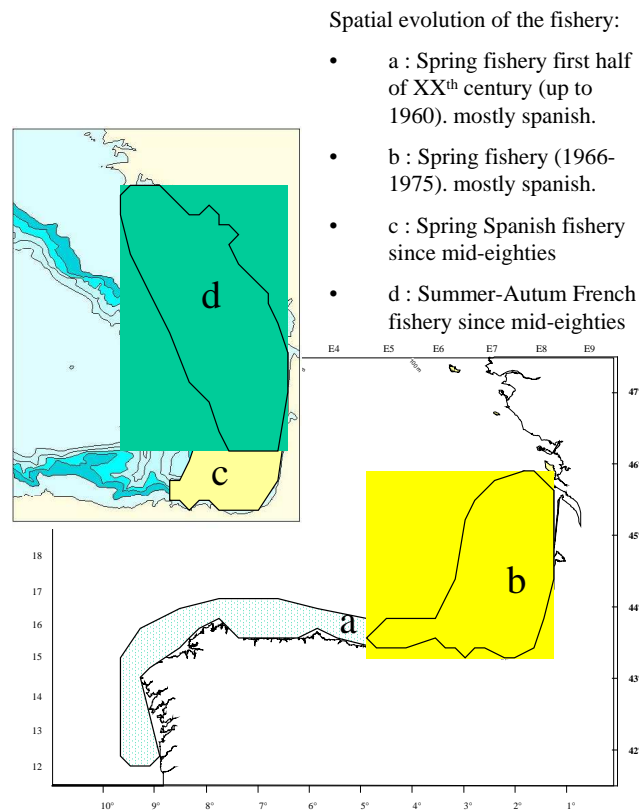 Spatial evolution of the fishery:
• a : Spring fishery first half
of XXth century (up to
1960). mostly spanish.
• b : Spring fishery (1966-
1975). mostly spanish.
• c : Spring Spanish fishery
since mid-eighties
• d : Summer-Autum French
fishery since mid-eighties
d
c
E4 E5 E6 E7 E8 E9
100m
47°
46°
45°
44°
43°
42°
18
17
16
15
14
13
12
a
b
10° 9° 8° 7° 6° 5° 4° 3° 2° 1°